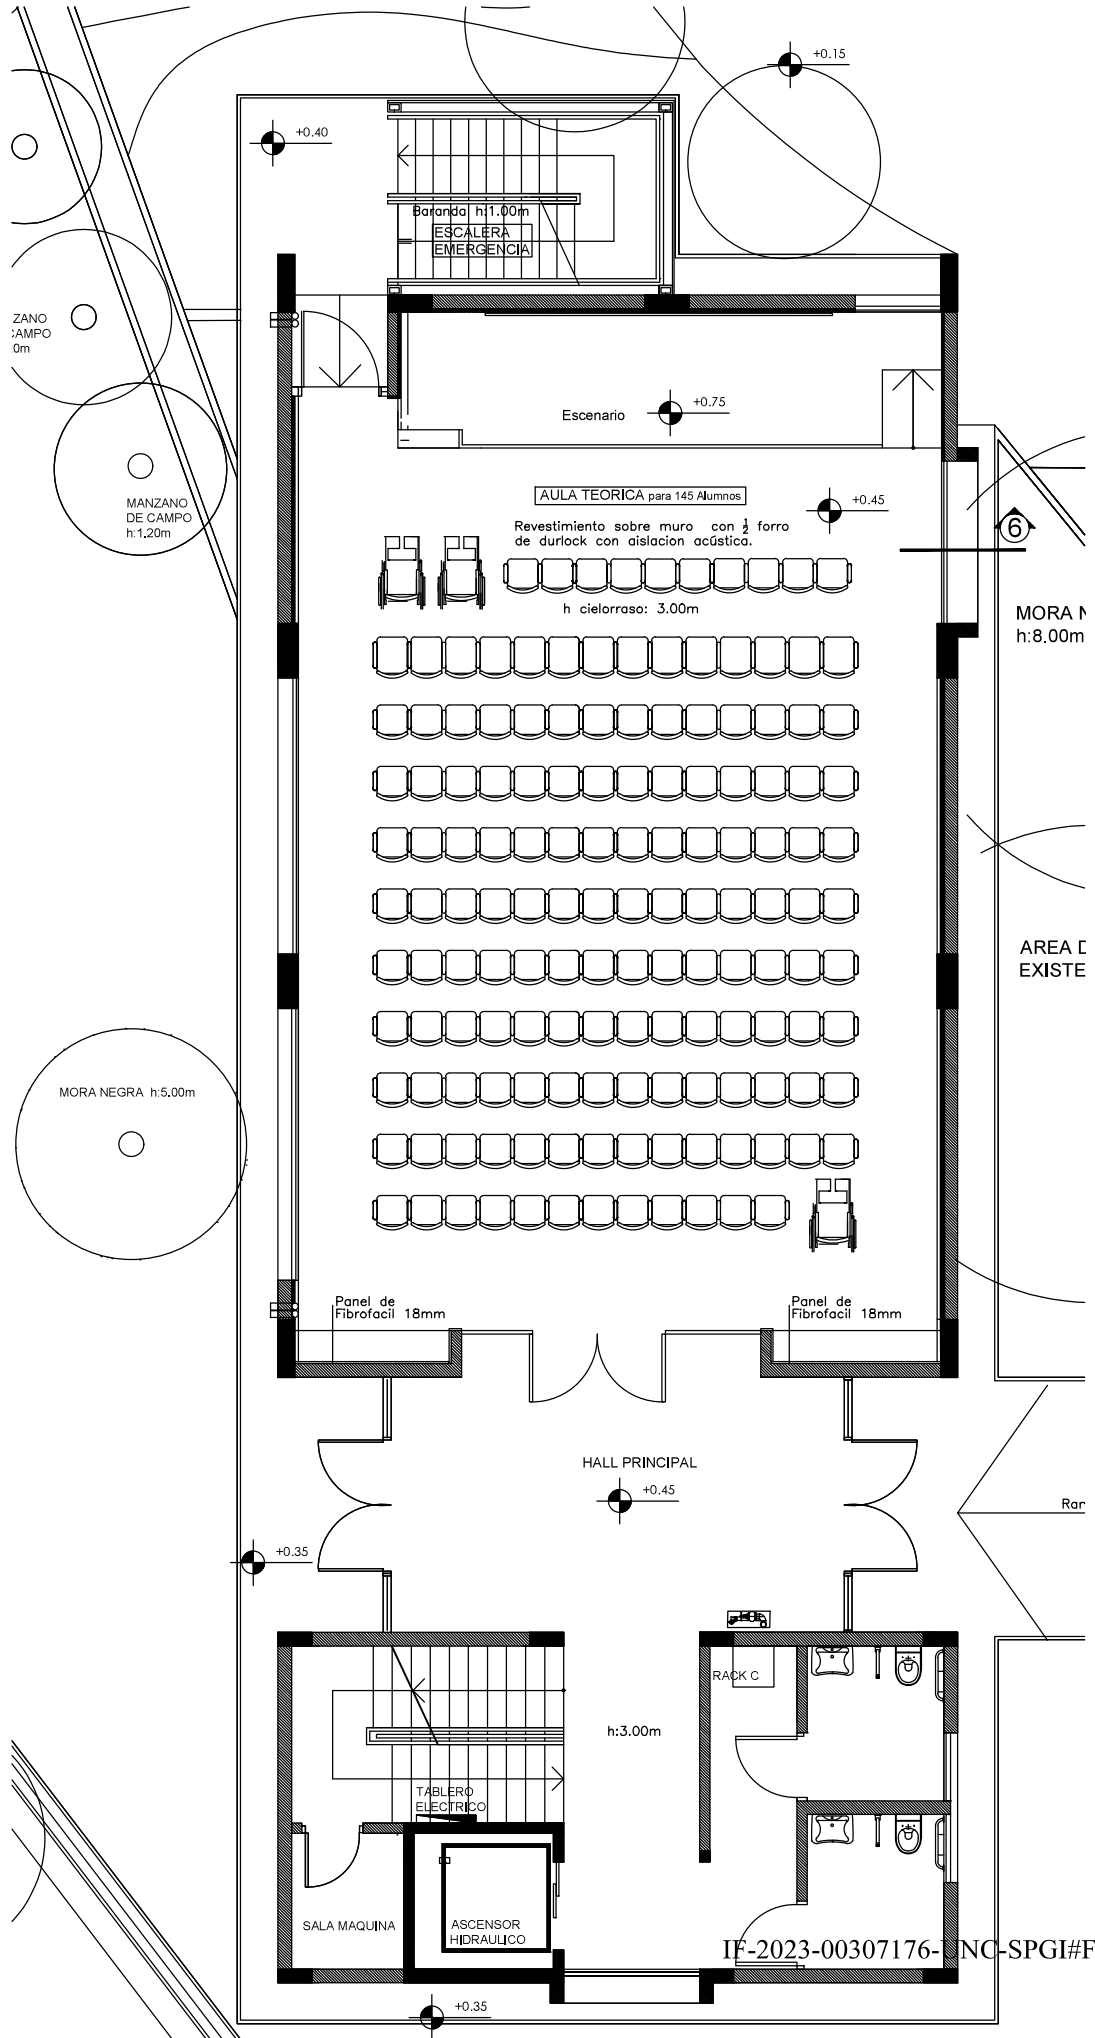 +0.15
+0.40
Baranda h:1.00m
ESCALERA
EMERGENCIA
ZANO
CAMPO
0m
+0.75
Escenario
AULA TEORICA para 145 Alumnos
+0.45
MANZANO
DE CAMPO
h:1.20m
Revestimiento sobre muro con ½ forro
de durlock con aislacion acústica.
6
h cielorraso: 3.00m
MORA N
h:8.00m
AREA D
EXISTE
MORA NEGRA h:5.00m
Panel de
Fibrofacil 18mm
Panel de
Fibrofacil 18mm
HALL PRINCIPAL
+0.45
Rar
+0.35
RACK C
h:3.00m
TABLERO
ELECTRICO
SALA MAQUINA
ASCENSOR
HIDRAULICO
IF-2023-00307176-UNC-SPGI#F
+0.35